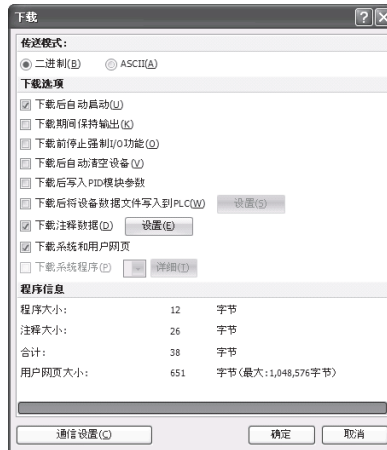 下载
传送模式:
二进制(B) ASCII(A)
下载选项
下载后自动启动(U)
下载期间保持输出(K)
下载前停止强制I/O功能(O)
下载后自动清空设备(V)
下载后写入PID模块参数
下载后将设备数据文件写入到PLC(W) 设置(S)
下载注释数据(D) 设置(E)
下载系统和用户网页
下载系统程序(P) 详细(T)
程序信息
程序大小: 12 字节
注释大小: 26 字节
合计: 38 字节
用户网页大小: 651 字节(最大:1,048,576字节)
通信设置(C) 确定 取消